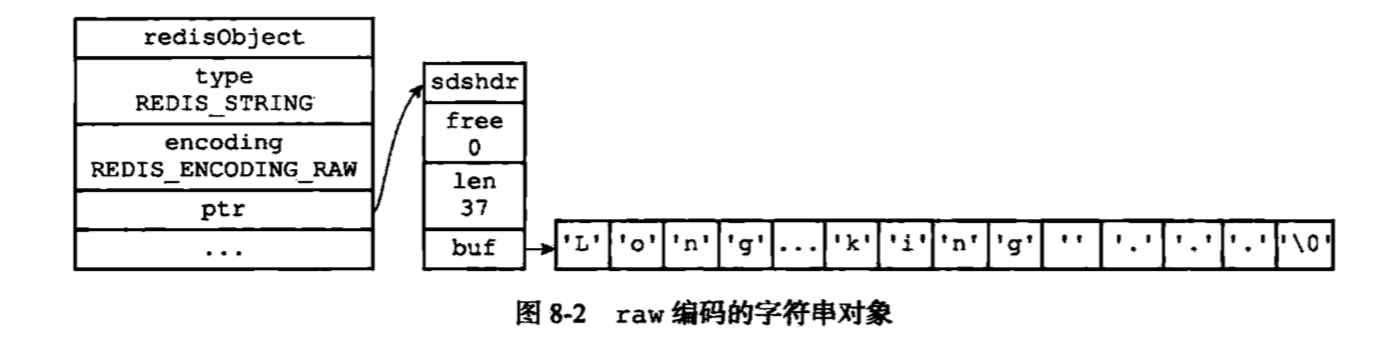 redisObject
type
REDIS_STRING
encoding
REDIS_ENCODING_RAW
ptr
...
sdshdr
free
0
len
37
buf
'L' 'o' 'n' 'g' ... 'k' 'i' 'n' 'g' '' '.' '.' '.' '\0'
图 8-2 raw 编码的字符串对象